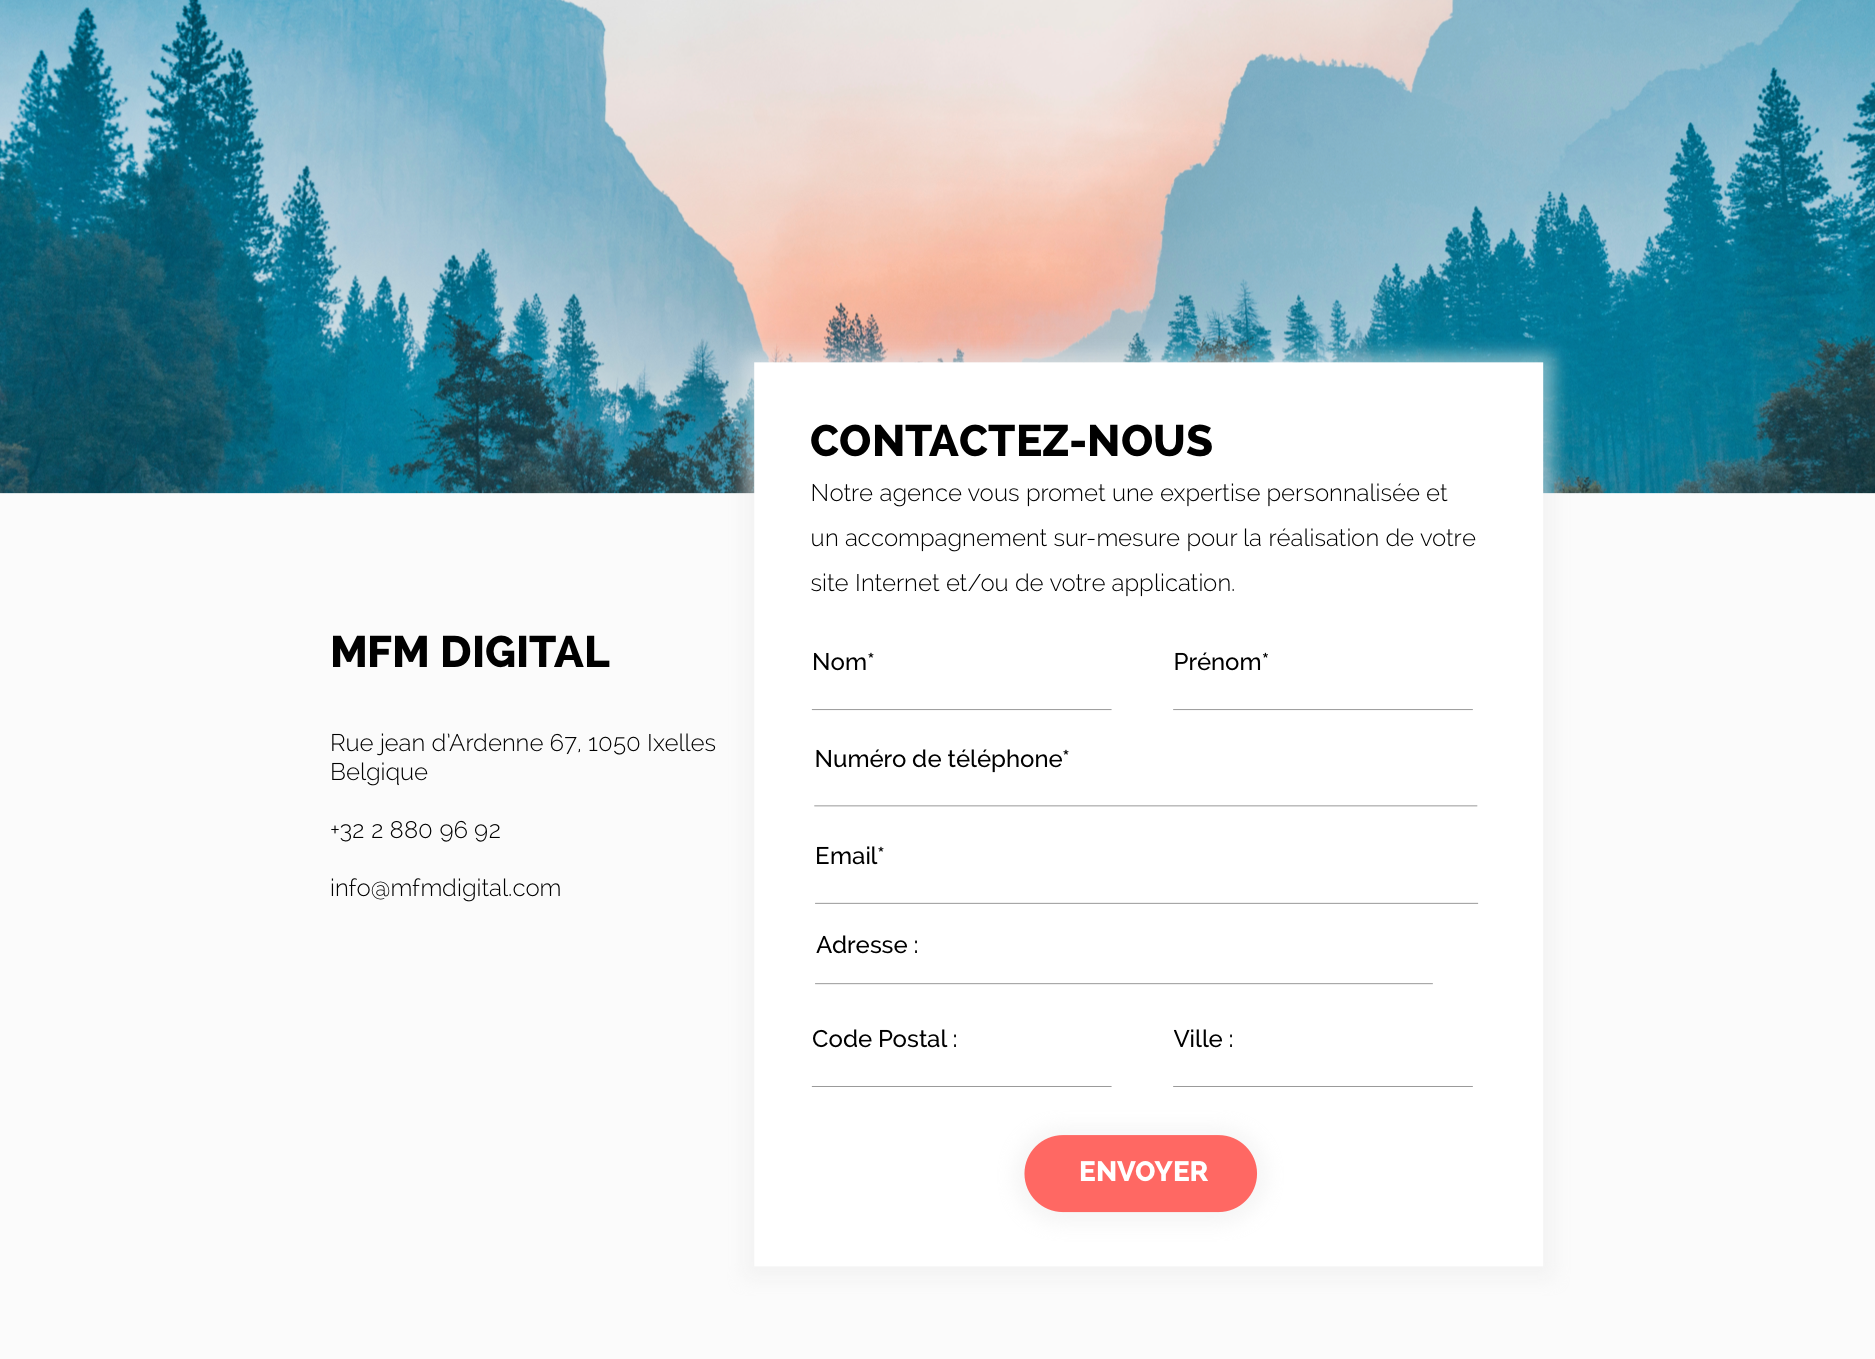 CONTACTEZ-NOUS
Notre agence vous promet une expertise personnalisée et
un accompagnement sur-mesure pour la réalisation de votre
site Internet et/ou de votre application.
MFM DIGITAL
Rue jean d'Ardenne 67, 1050 Ixelles
Belgique
+32 2 880 96 92
info@mfmdigital.com
Nom*
Prénom*
Numéro de téléphone*
Email*
Adresse :
Code Postal :
Ville :
ENVOYER